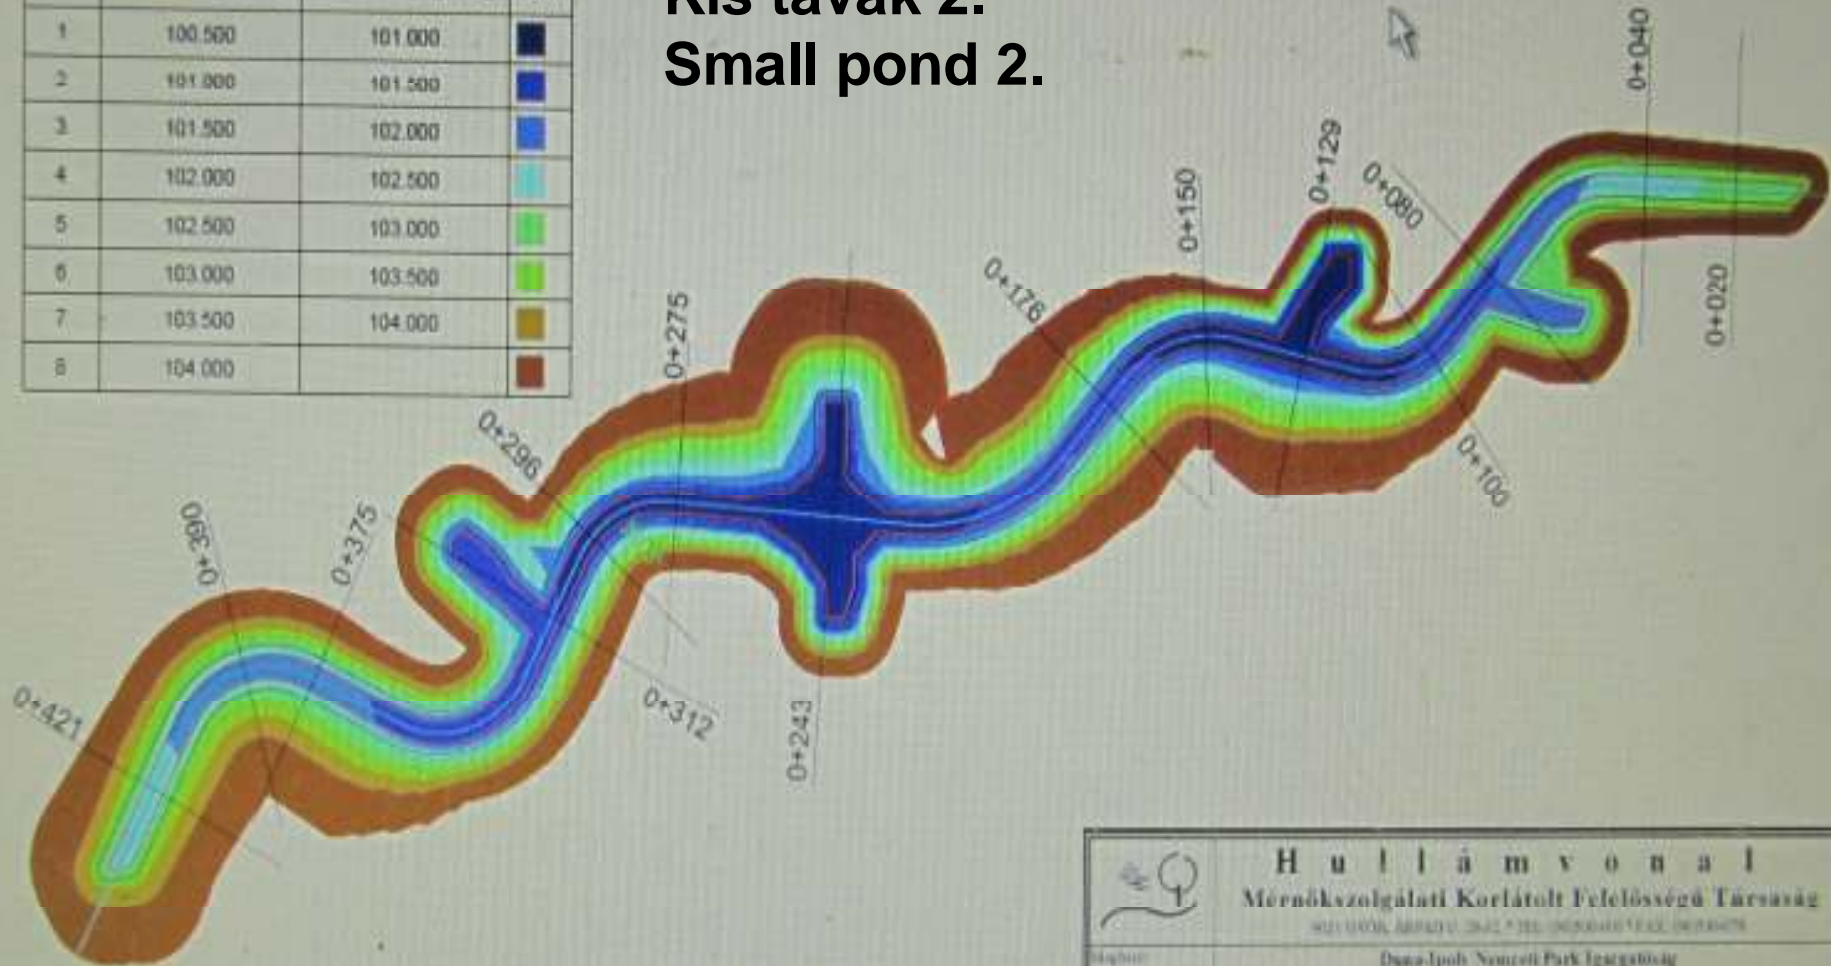 Kis tavak 2.
Small pond 2.
1 100.500 101.000
2 101.000 101.500
3 101.500 102.000
4 102.000 102.500
5 102.500 103.000
6 103.000 103.500
7 103.500 104.000
8 104.000
0+040
0+129
0+080
0+150
0+020
0+176
0+275
0+296
0+100
0+375
0+390
0+312
0+421
0+243
Hullámvonal
Mérnökszolgálati Korlátolt Felelősségű Társaság
Duna-Ipoly Nemzeti Park Igazgatóság